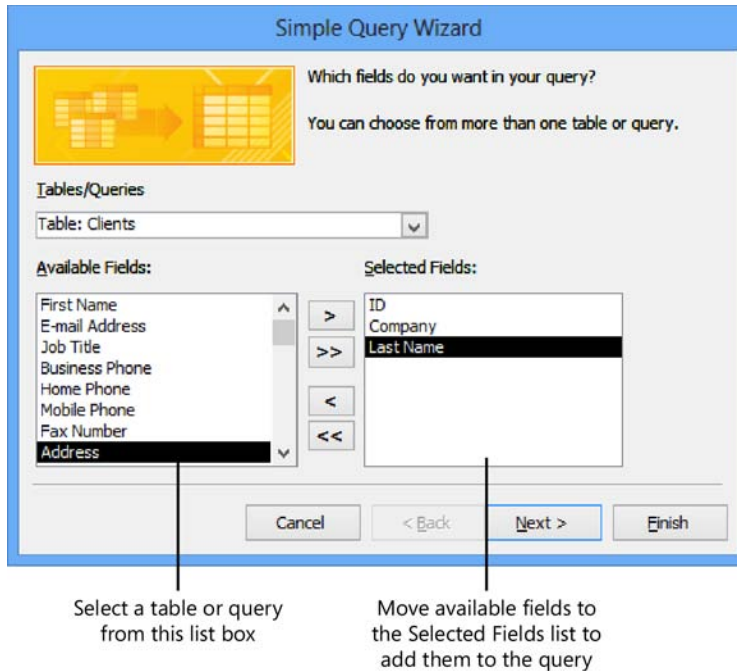 Simple Query Wizard
Which fields do you want in your query?
You can choose from more than one table or query.
Tables/Queries
Table: Clients
Available Fields:
Selected Fields:
First Name
E-mail Address
Job Title
Business Phone
Home Phone
Mobile Phone
Fax Number
Address
>
>>
<
<<
ID
Company
Last Name
Cancel
< Back
Next >
Finish
Select a table or query
from this list box
Move available fields to
the Selected Fields list to
add them to the query